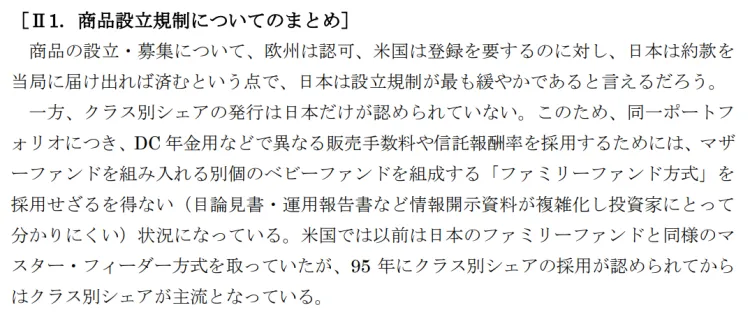 ［Ⅱ1．商品設立規制についてのまとめ］
商品の設立・募集について、欧州は認可、米国は登録を要するのに対し、日本は約款を
当局に届け出れば済むという点で、日本は設立規制が最も緩やかであると言えるだろう。
一方、クラス別シェアの発行は日本だけが認められていない。このため、同一ポートフ
ォリオにつき、DC 年金用などで異なる販売手数料や信託報酬率を採用するためには、マザ
ーファンドを組み入れる別個のベビーファンドを組成する「ファミリーファンド方式」を
採用せざるを得ない（目論見書・運用報告書など情報開示資料が複雑化し投資家にとって
分かりにくい）状況になっている。米国では以前は日本のファミリーファンドと同様のマ
スター・フィーダー方式を取っていたが、95 年にクラス別シェアの採用が認められてから
はクラス別シェアが主流となっている。